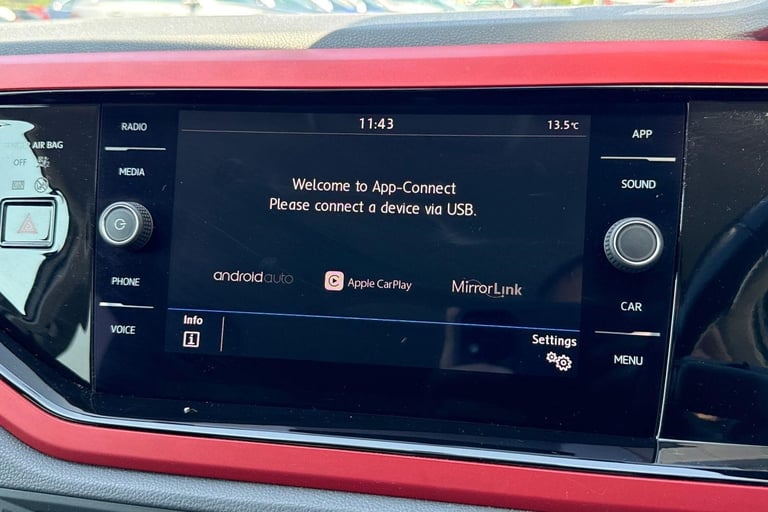 RADIO
MEDIA
PHONE
VOICE
AIR BAG
OFF
11:43
13.5°C
Welcome to App-Connect
Please connect a device via USB.
androidauto
Apple CarPlay
MirrorLink
Info
Settings
APP
SOUND
CAR
MENU